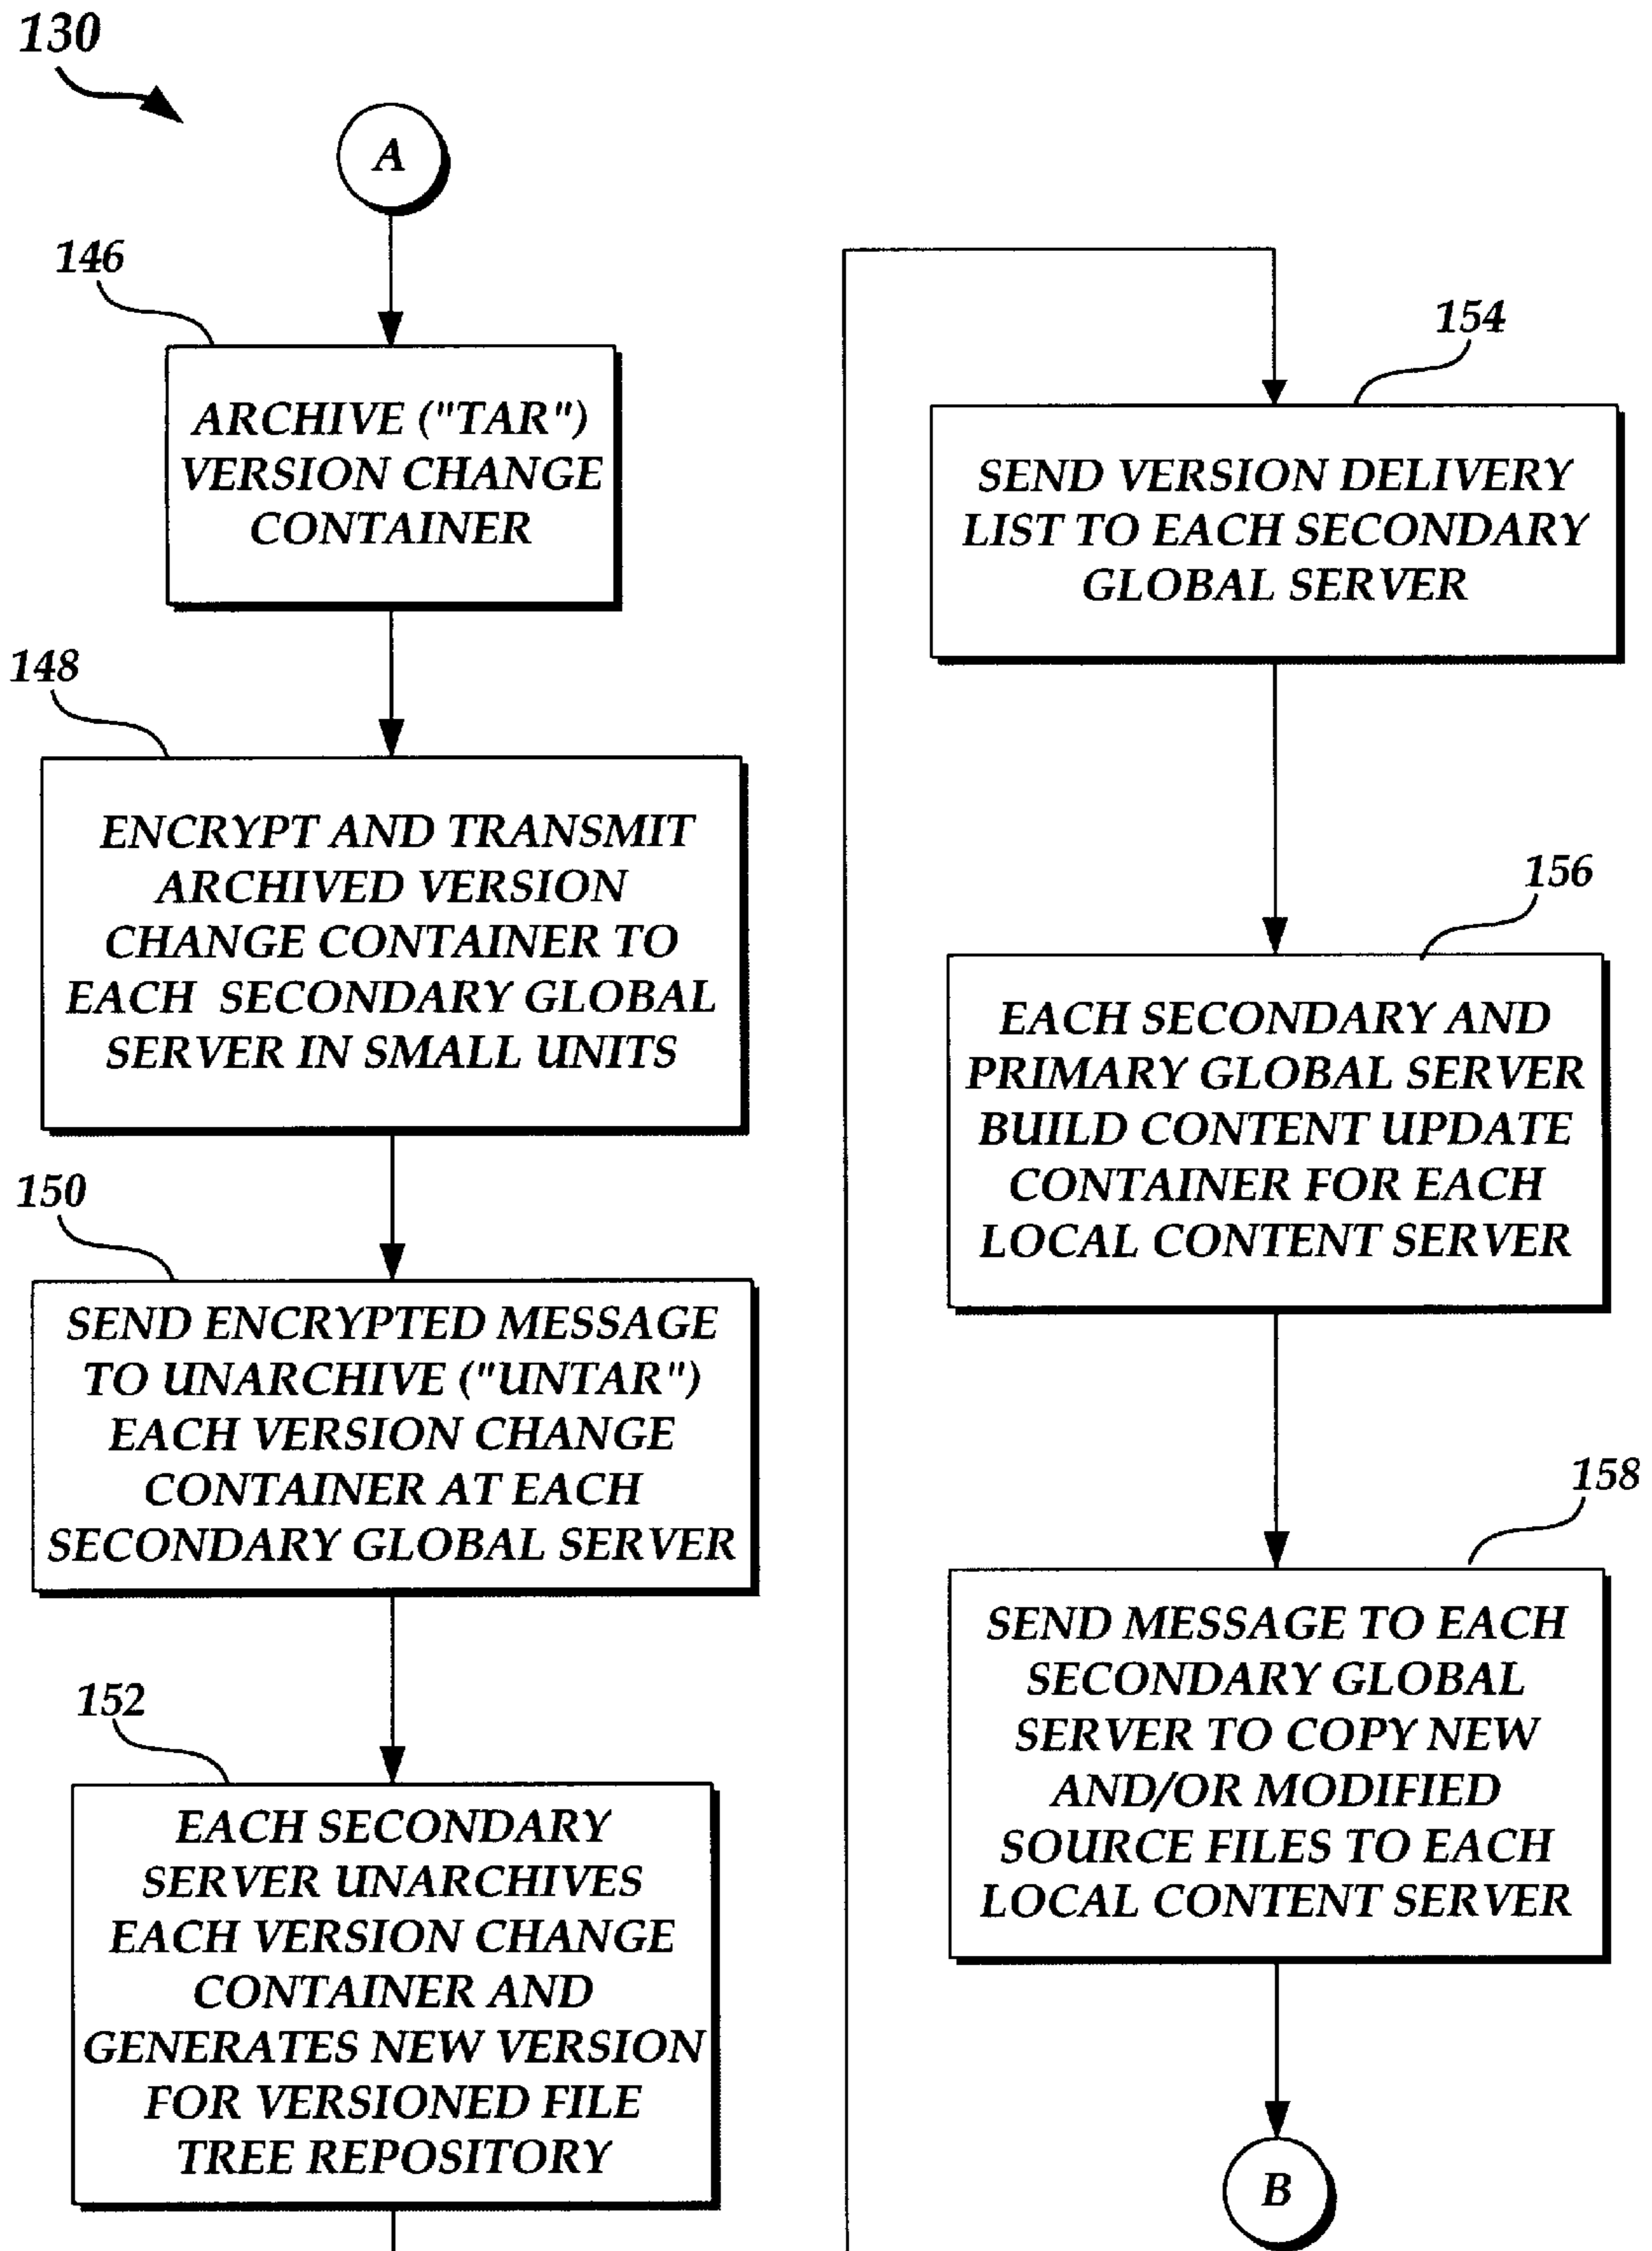 130
A
146
ARCHIVE ("TAR")
VERSION CHANGE
CONTAINER
148
ENCRYPT AND TRANSMIT
ARCHIVED VERSION
CHANGE CONTAINER TO
EACH SECONDARY GLOBAL
SERVER IN SMALL UNITS
150
SEND ENCRYPTED MESSAGE
TO UNARCHIVE ("UNTAR")
EACH VERSION CHANGE
CONTAINER AT EACH
SECONDARY GLOBAL SERVER
152
EACH SECONDARY
SERVER UNARCHIVES
EACH VERSION CHANGE
CONTAINER AND
GENERATES NEW VERSION
FOR VERSIONED FILE
TREE REPOSITORY
154
SEND VERSION DELIVERY
LIST TO EACH SECONDARY
GLOBAL SERVER
156
EACH SECONDARY AND
PRIMARY GLOBAL SERVER
BUILD CONTENT UPDATE
CONTAINER FOR EACH
LOCAL CONTENT SERVER
158
SEND MESSAGE TO EACH
SECONDARY GLOBAL
SERVER TO COPY NEW
AND/OR MODIFIED
SOURCE FILES TO EACH
LOCAL CONTENT SERVER
B